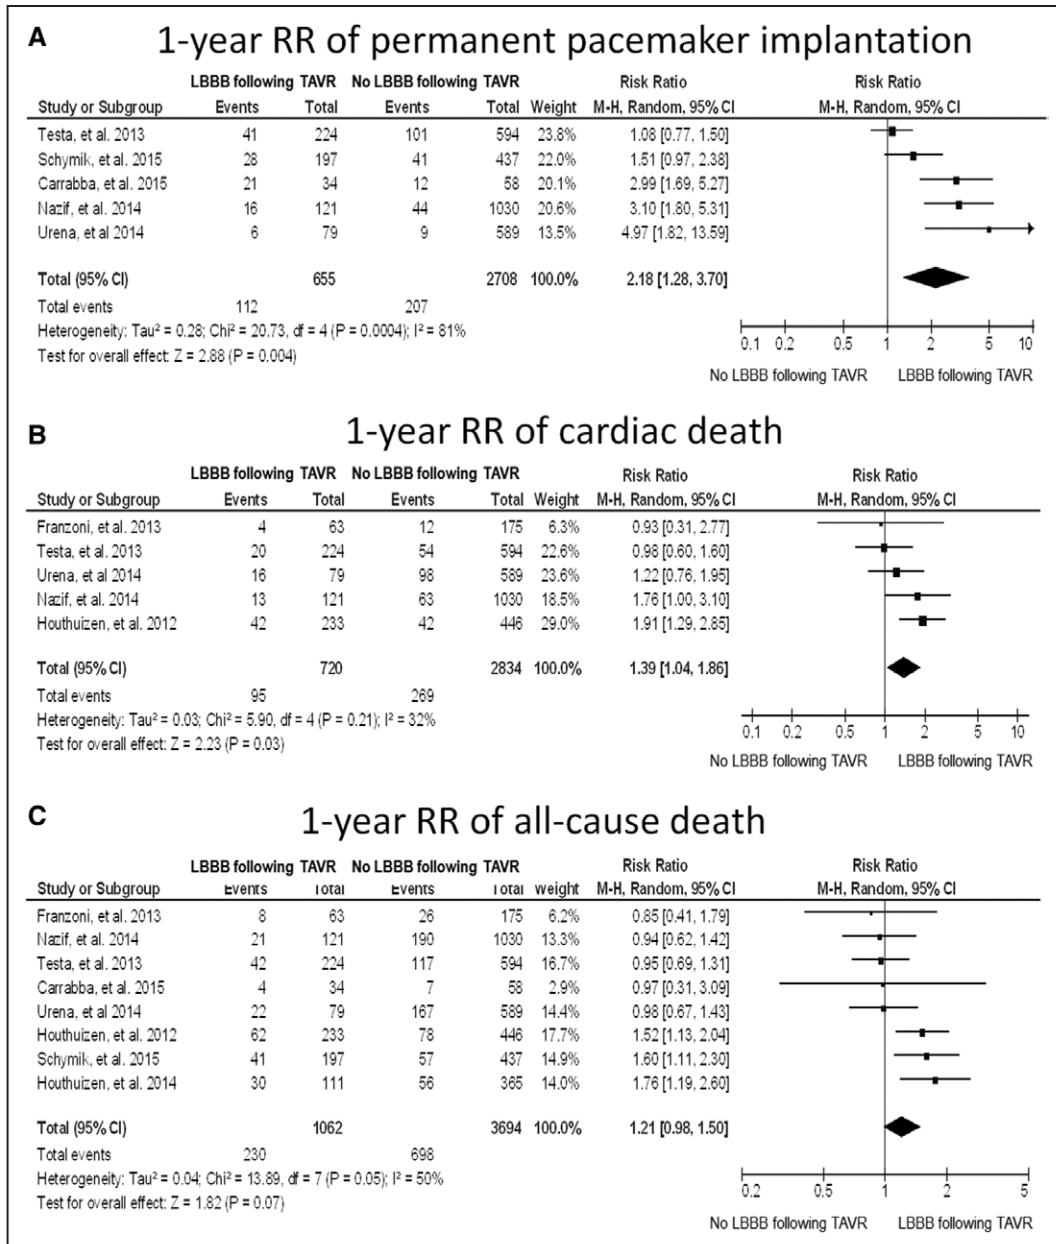 A 1-year RR of permanent pacemaker implantation
LBBB following TAVR No LBBB following TAVR Risk Ratio Risk Ratio
Study or Subgroup Events Total Events Total Weight M-H, Random, 95% CI M-H, Random, 95% CI
Testa, et al. 2013 41 224 101 594 23.8% 1.08 [0.77, 1.50]
Schymik, et al. 2015 28 197 41 437 22.0% 1.51 [0.97, 2.38]
Carrabba, et al. 2015 21 34 12 58 20.1% 2.99 [1.69, 5.27]
Nazif, et al. 2014 16 121 44 1030 20.6% 3.10 [1.80, 5.31]
Urena, et al 2014 6 79 9 589 13.5% 4.97 [1.82, 13.59]
Total (95% CI) 655 2708 100.0% 2.18 [1.28, 3.70]
Total events 112 207
Heterogeneity: Tau² = 0.28; Chi² = 20.73, df = 4 (P = 0.0004); I² = 81%
Test for overall effect: Z = 2.88 (P = 0.004)
0.1 0.2 0.5 1 2 5 10
No LBBB following TAVR LBBB following TAVR
B 1-year RR of cardiac death
LBBB following TAVR No LBBB following TAVR Risk Ratio Risk Ratio
Study or Subgroup Events Total Events Total Weight M-H, Random, 95% CI M-H, Random, 95% CI
Franzoni, et al. 2013 4 63 12 175 6.3% 0.93 [0.31, 2.77]
Testa, et al. 2013 20 224 54 594 22.6% 0.98 [0.60, 1.60]
Urena, et al 2014 16 79 98 589 23.6% 1.22 [0.76, 1.95]
Nazif, et al. 2014 13 121 63 1030 18.5% 1.76 [1.00, 3.10]
Houthuizen, et al. 2012 42 233 42 446 29.0% 1.91 [1.29, 2.85]
Total (95% CI) 720 2834 100.0% 1.39 [1.04, 1.86]
Total events 95 269
Heterogeneity: Tau² = 0.03; Chi² = 5.90, df = 4 (P = 0.21); I² = 32%
Test for overall effect: Z = 2.23 (P = 0.03)
0.1 0.2 0.5 1 2 5 10
No LBBB following TAVR LBBB following TAVR
C 1-year RR of all-cause death
LBBB following TAVR No LBBB following TAVR Risk Ratio Risk Ratio
Study or Subgroup Events Total Events Total weight M-H, Random, 95% CI M-H, Random, 95% CI
Franzoni, et al. 2013 8 63 26 175 6.2% 0.85 [0.41, 1.79]
Nazif, et al. 2014 21 121 190 1030 13.3% 0.94 [0.62, 1.42]
Testa, et al. 2013 42 224 117 594 16.7% 0.95 [0.69, 1.31]
Carrabba, et al. 2015 4 34 7 58 2.9% 0.97 [0.31, 3.09]
Urena, et al 2014 22 79 167 589 14.4% 0.98 [0.67, 1.43]
Houthuizen, et al. 2012 62 233 78 446 17.7% 1.52 [1.13, 2.04]
Schymik, et al. 2015 41 197 57 437 14.9% 1.60 [1.11, 2.30]
Houthuizen, et al. 2014 30 111 56 365 14.0% 1.76 [1.19, 2.60]
Total (95% CI) 1062 3694 100.0% 1.21 [0.98, 1.50]
Total events 230 698
Heterogeneity: Tau² = 0.04; Chi² = 13.89, df = 7 (P = 0.05); I² = 50%
Test for overall effect: Z = 1.82 (P = 0.07)
0.2 0.5 1 2 5
No LBBB following TAVR LBBB following TAVR